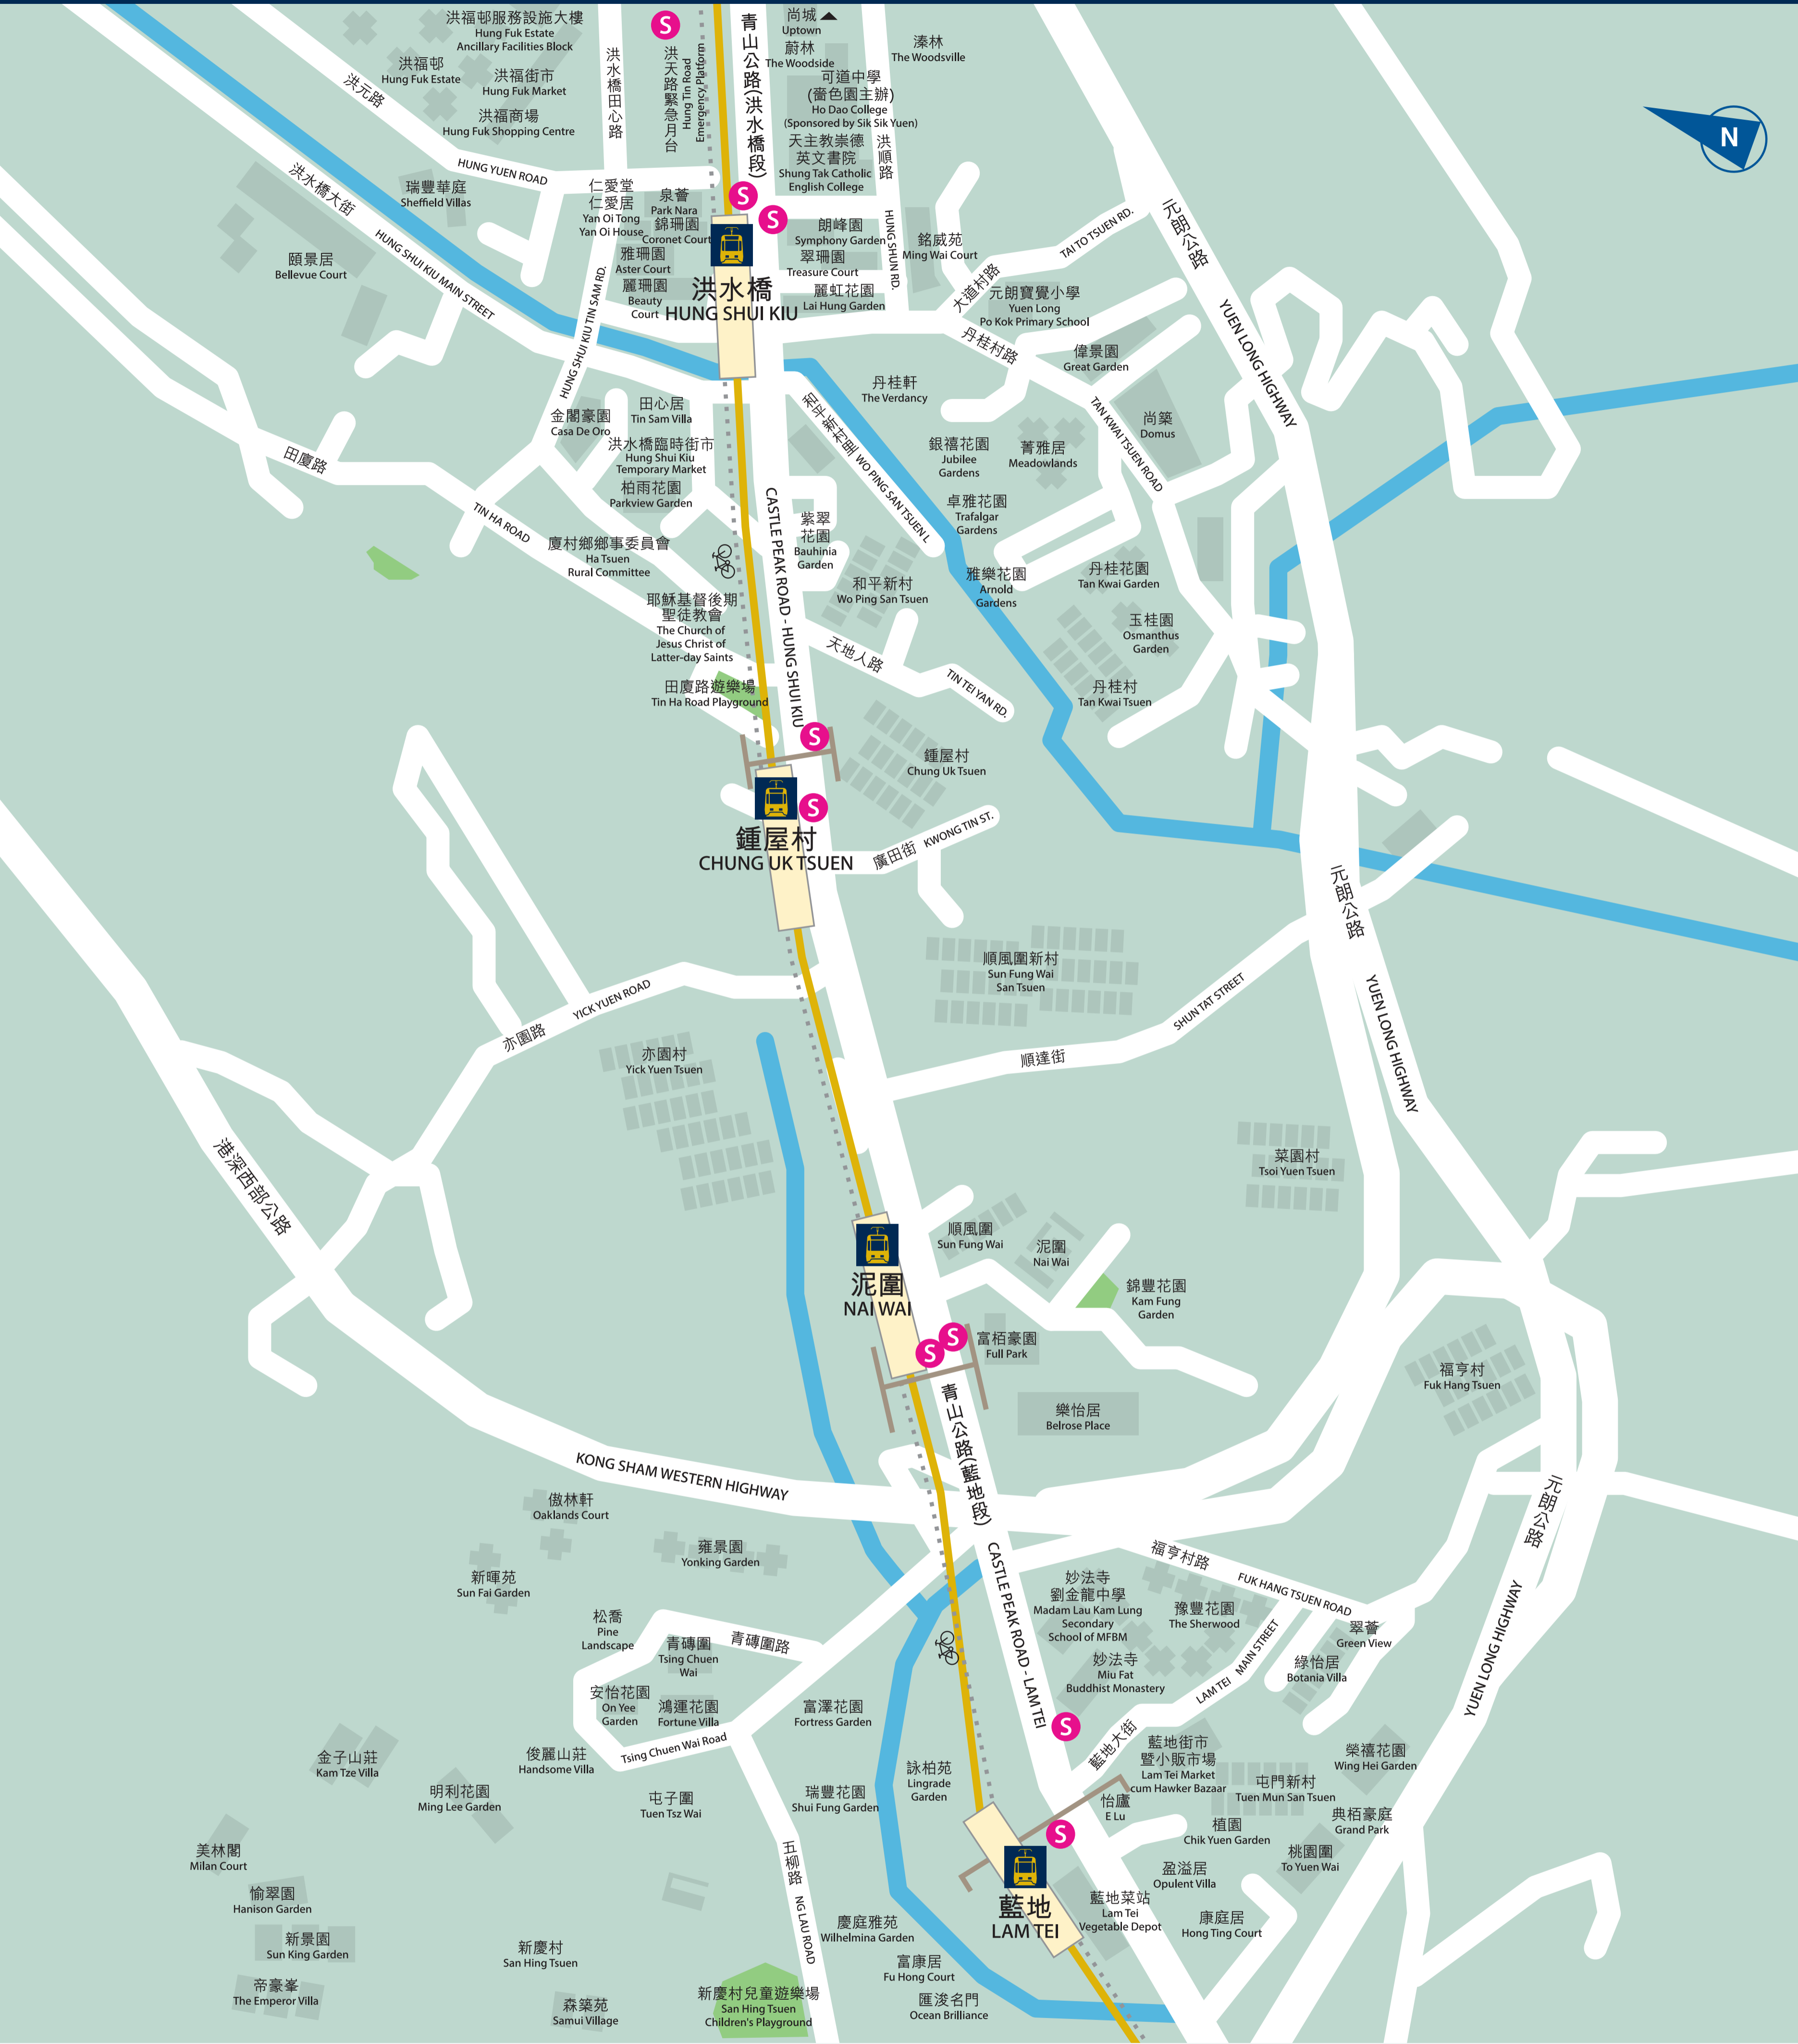 洪福邨服務設施大樓
Hung Fuk Estate
Ancillary Facilities Block
洪福邨
Hung Fuk Estate
洪福街市
Hung Fuk Market
洪福商場
Hung Fuk Shopping Centre
洪元路
HUNG YUEN ROAD
洪水橋田心路
HUNG SHUI KIU TIN SAM RD.
S
洪天路緊急月台
Hung Tin Road
Emergency Platform
青山公路(洪水橋段)
尚城
Uptown
蔚林
The Woodside
溱林
The Woodsville
可道中學
(嗇色園主辦)
Ho Dao College
(Sponsored by Sik Sik Yuen)
天主教崇德
英文書院
Shung Tak Catholic
English College
洪順路
HUNG SHUN RD.
N
洪水橋大街
HUNG SHUI KIU MAIN STREET
瑞豐華庭
Sheffield Villas
頤景居
Bellevue Court
仁愛堂
仁愛居
Yan Oi Tong
Yan Oi House
泉薈
Park Nara
錦珊園
Coronet Court
雅珊園
Aster Court
麗珊園
Beauty
Court
S
S
洪水橋
HUNG SHUI KIU
朗峰園
Symphony Garden
翠珊園
Treasure Court
麗虹花園
Lai Hung Garden
銘威苑
Ming Wai Court
大道村路
TAI TO TSUEN RD.
元朗公路
YUEN LONG HIGHWAY
元朗寶覺小學
Yuen Long
Po Kok Primary School
丹桂村路
TAN KWAI TSUEN ROAD
偉景園
Great Garden
尚築
Domus
丹桂軒
The Verdancy
和平新村里
WO PING SAN TSUEN L
銀禧花園
Jubilee
Gardens
菁雅居
Meadowlands
卓雅花園
Trafalgar
Gardens
金閣豪園
Casa De Oro
田心居
Tin Sam Villa
洪水橋臨時街市
Hung Shui Kiu
Temporary Market
柏雨花園
Parkview Garden
田廈路
TIN HA ROAD
廈村鄉鄉事委員會
Ha Tsuen
Rural Committee
CASTLE PEAK ROAD - HUNG SHUI KIU
紫翠
花園
Bauhinia
Garden
和平新村
Wo Ping San Tsuen
雅樂花園
Arnold
Gardens
丹桂花園
Tan Kwai Garden
玉桂園
Osmanthus
Garden
丹桂村
Tan Kwai Tsuen
耶穌基督後期
聖徒教會
The Church of
Jesus Christ of
Latter-day Saints
田廈路遊樂場
Tin Ha Road Playground
天地人路
TIN TEI YAN RD.
S
鍾屋村
Chung Uk Tsuen
S
鍾屋村
CHUNG UK TSUEN
廣田街
KWONG TIN ST.
元朗公路
YUEN LONG HIGHWAY
順風圍新村
Sun Fung Wai
San Tsuen
SHUN TAT STREET
順達街
亦園路
YICK YUEN ROAD
亦園村
Yick Yuen Tsuen
港深西部公路
KONG SHAM WESTERN HIGHWAY
菜園村
Tsoi Yuen Tsuen
泥圍
NAI WAI
順風圍
Sun Fung Wai
泥圍
Nai Wai
錦豐花園
Kam Fung
Garden
S
S
富栢豪園
Full Park
樂怡居
Belrose Place
福亨村
Fuk Hang Tsuen
青山公路(藍地段)
CASTLE PEAK ROAD - LAM TEI
元朗公路
YUEN LONG HIGHWAY
傲林軒
Oaklands Court
雍景園
Yonking Garden
新暉苑
Sun Fai Garden
松喬
Pine
Landscape
青磚圍
Tsing Chuen
Wai
青磚圍路
Tsing Chuen Wai Road
安怡花園
On Yee
Garden
鴻運花園
Fortune Villa
富澤花園
Fortress Garden
福亨村路
FUK HANG TSUEN ROAD
妙法寺
劉金龍中學
Madam Lau Kam Lung
Secondary
School of MFBM
豫豐花園
The Sherwood
翠薈
Green View
綠怡居
Botania Villa
妙法寺
Miu Fat
Buddhist Monastery
藍地大街
LAM TEI MAIN STREET
S
藍地街市
暨小販市場
Lam Tei Market
cum Hawker Bazaar
榮禧花園
Wing Hei Garden
屯門新村
Tuen Mun San Tsuen
典栢豪庭
Grand Park
怡廬
E Lu
植園
Chik Yuen Garden
桃園圍
To Yuen Wai
盈溢居
Opulent Villa
康庭居
Hong Ting Court
S
藍地
LAM TEI
藍地菜站
Lam Tei
Vegetable Depot
金子山莊
Kam Tze Villa
俊麗山莊
Handsome Villa
明利花園
Ming Lee Garden
屯子圍
Tuen Tsz Wai
瑞豐花園
Shui Fung Garden
詠柏苑
Lingrade
Garden
五柳路
NG LAU ROAD
美林閣
Milan Court
愉翠園
Hanison Garden
新景園
Sun King Garden
帝豪峯
The Emperor Villa
新慶村
San Hing Tsuen
森築苑
Samui Village
新慶村兒童遊樂場
San Hing Tsuen
Children's Playground
慶庭雅苑
Wilhelmina Garden
富康居
Fu Hong Court
匯浚名門
Ocean Brilliance